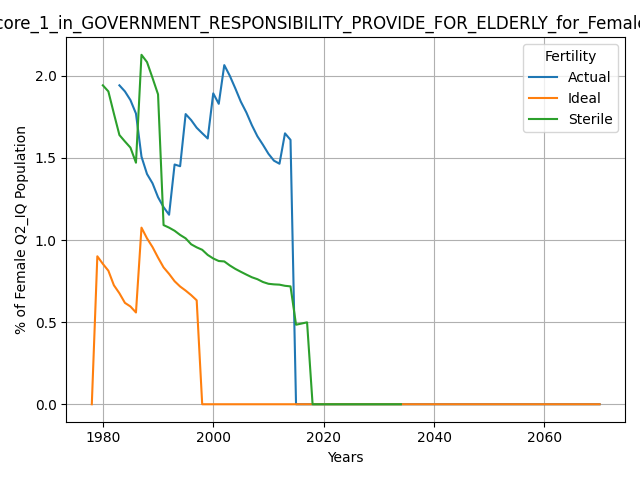 core_1_in_GOVERNMENT_RESPONSIBILITY_PROVIDE_FOR_ELDERLY_for_Female
Fertility
Actual
Ideal
Sterile
% of Female Q2_IQ Population
2.0
1.5
1.0
0.5
0.0
1980 2000 2020 2040 2060
Years